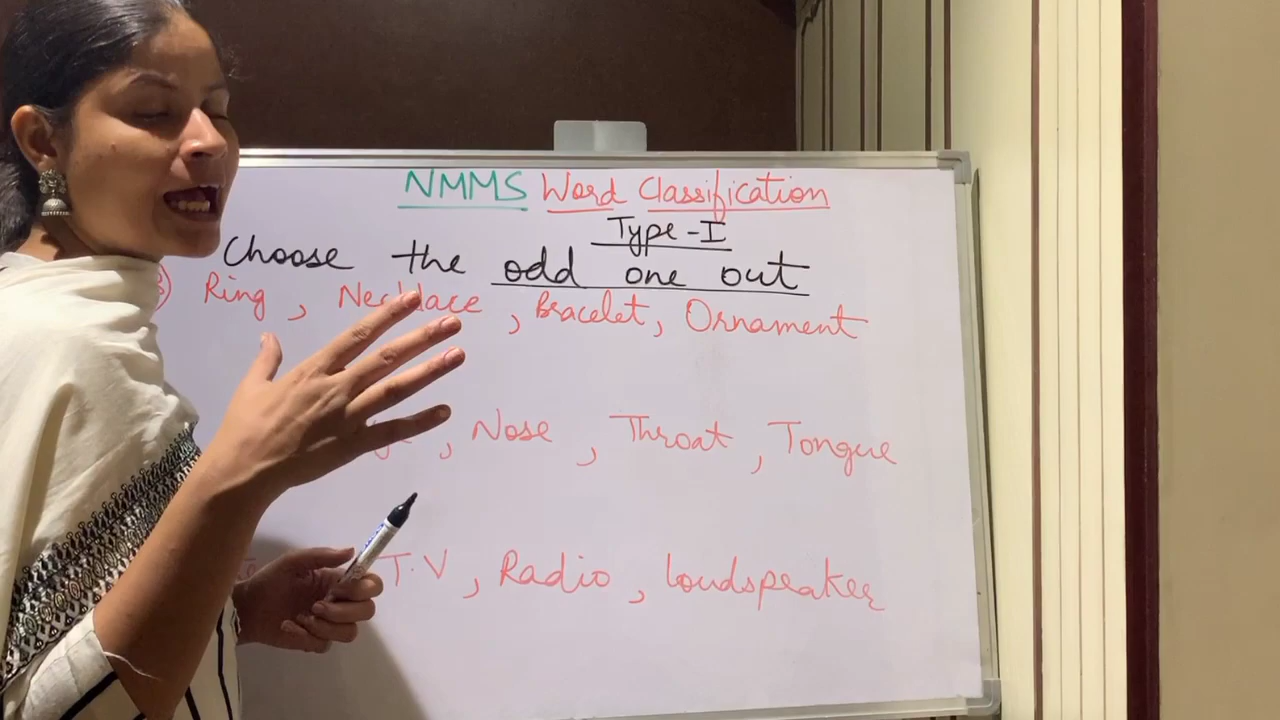 NMMS Word Classification
Type-I
Choose the odd one out
Ring, Necklace, Bracelet, Ornament
, Nose, Throat, Tongue
T.V, Radio, Loudspeaker